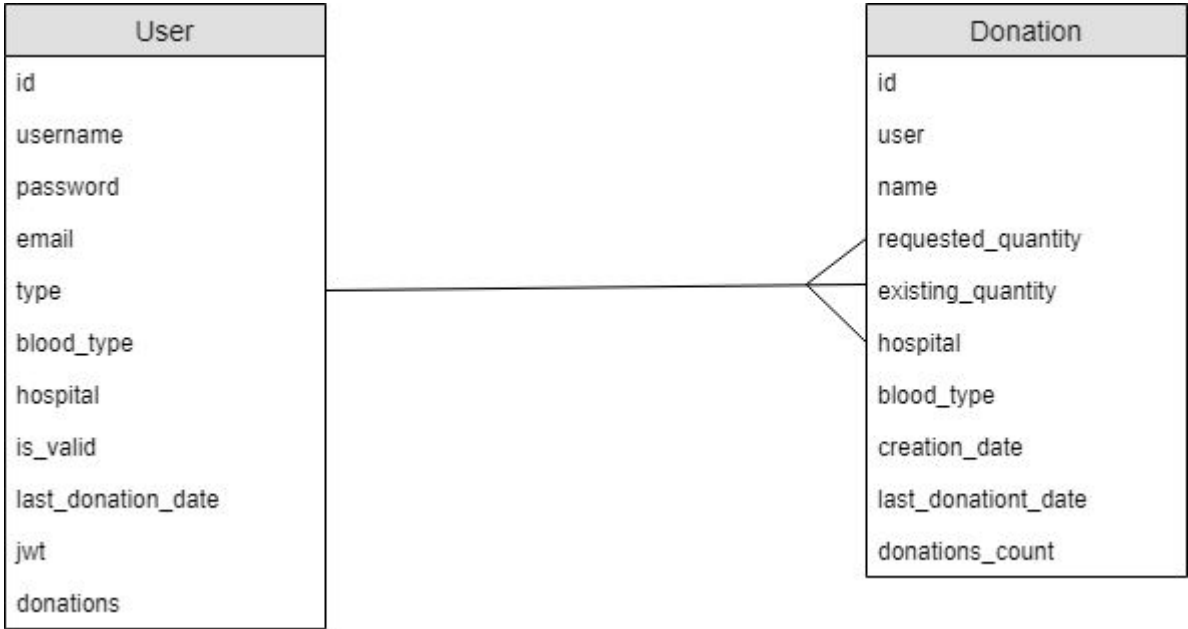 User
id
username
password
email
type
blood_type
hospital
is_valid
last_donation_date
jwt
donations
Donation
id
user
name
requested_quantity
existing_quantity
hospital
blood_type
creation_date
last_donationt_date
donations_count